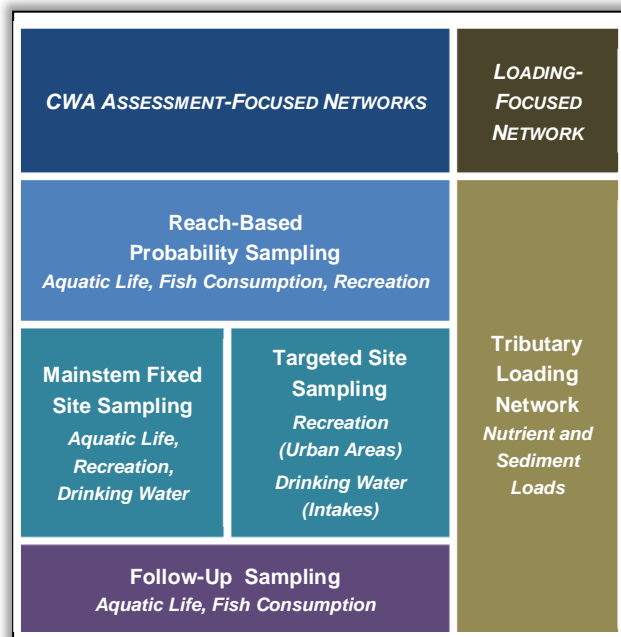 CWA ASSESSMENT-FOCUSED NETWORKS
LOADING-
FOCUSED
NETWORK
Reach-Based
Probability Sampling
Aquatic Life, Fish Consumption, Recreation
Mainstem Fixed
Site Sampling
Aquatic Life,
Recreation,
Drinking Water
Targeted Site
Sampling
Recreation
(Urban Areas)
Drinking Water
(Intakes)
Tributary
Loading
Network
Nutrient and
Sediment
Loads
Follow-Up Sampling
Aquatic Life, Fish Consumption